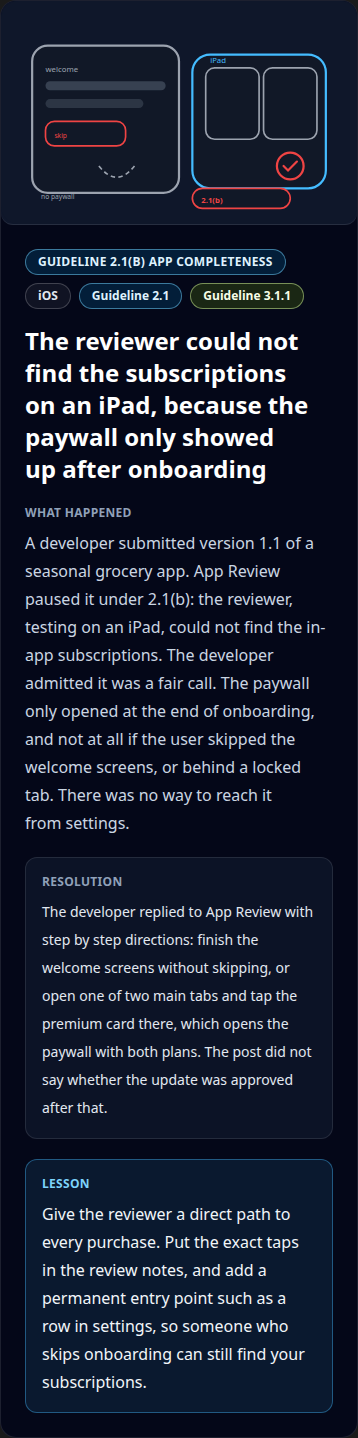 welcome
skip
no paywall
iPad
2.1(b)
GUIDELINE 2.1(B) APP COMPLETENESS
iOS
Guideline 2.1
Guideline 3.1.1
The reviewer could not
find the subscriptions
on an iPad, because the
paywall only showed
up after onboarding
WHAT HAPPENED
A developer submitted version 1.1 of a
seasonal grocery app. App Review
paused it under 2.1(b): the reviewer,
testing on an iPad, could not find the in-
app subscriptions. The developer
admitted it was a fair call. The paywall
only opened at the end of onboarding,
and not at all if the user skipped the
welcome screens, or behind a locked
tab. There was no way to reach it
from settings.
RESOLUTION
The developer replied to App Review with
step by step directions: finish the
welcome screens without skipping, or
open one of two main tabs and tap the
premium card there, which opens the
paywall with both plans. The post did not
say whether the update was approved
after that.
LESSON
Give the reviewer a direct path to
every purchase. Put the exact taps
in the review notes, and add a
permanent entry point such as a
row in settings, so someone who
skips onboarding can still find your
subscriptions.